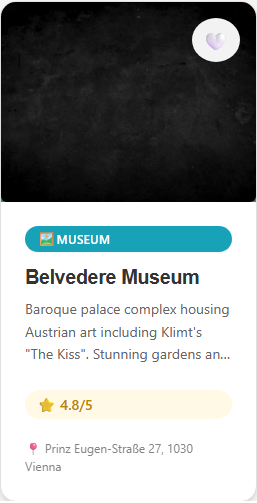 MUSEUM
Belvedere Museum
Baroque palace complex housing
Austrian art including Klimt's
"The Kiss". Stunning gardens an...
4.8/5
Prinz Eugen-Straße 27, 1030
Vienna